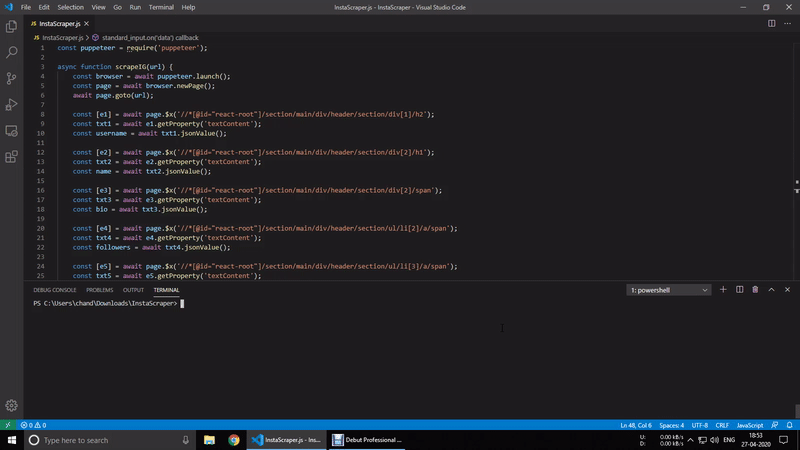 File Edit Selection View Go Run Terminal Help
InstaScraper.js - InstaScraper - Visual Studio Code
JS InstaScraper.js
JS InstaScraper.js > standard_input.on('data') callback
1 const puppeteer = require('puppeteer');
2
3 async function scrapeIG(url) {
4 const browser = await puppeteer.launch();
5 const page = await browser.newPage();
6 await page.goto(url);
7
8 const [e1] = await page.$x('//*[@id="react-root"]/section/main/div/header/section/div[1]/h2');
9 const txt1 = await e1.getProperty('textContent');
10 const username = await txt1.jsonValue();
11
12 const [e2] = await page.$x('//*[@id="react-root"]/section/main/div/header/section/div[2]/h1');
13 const txt2 = await e2.getProperty('textContent');
14 const name = await txt2.jsonValue();
15
16 const [e3] = await page.$x('//*[@id="react-root"]/section/main/div/header/section/div[2]/span');
17 const txt3 = await e3.getProperty('textContent');
18 const bio = await txt3.jsonValue();
19
20 const [e4] = await page.$x('//*[@id="react-root"]/section/main/div/header/section/ul/li[2]/a/span');
21 const txt4 = await e4.getProperty('textContent');
22 const followers = await txt4.jsonValue();
23
24 const [e5] = await page.$x('//*[@id="react-root"]/section/main/div/header/section/ul/li[3]/a/span');
25 const txt5 = await e5.getProperty('textContent');
DEBUG CONSOLE PROBLEMS OUTPUT TERMINAL
1: powershell
PS C:\Users\chand\Downloads\InstaScraper>
0 0
Ln 48, Col 6 Spaces: 4 UTF-8 CRLF JavaScript
Type here to search
InstaScraper.js - Ins...
Debut Professional ...
U: 0.00 kB/s
D: 0.00 kB/s
ENG
18:53
27-04-2020